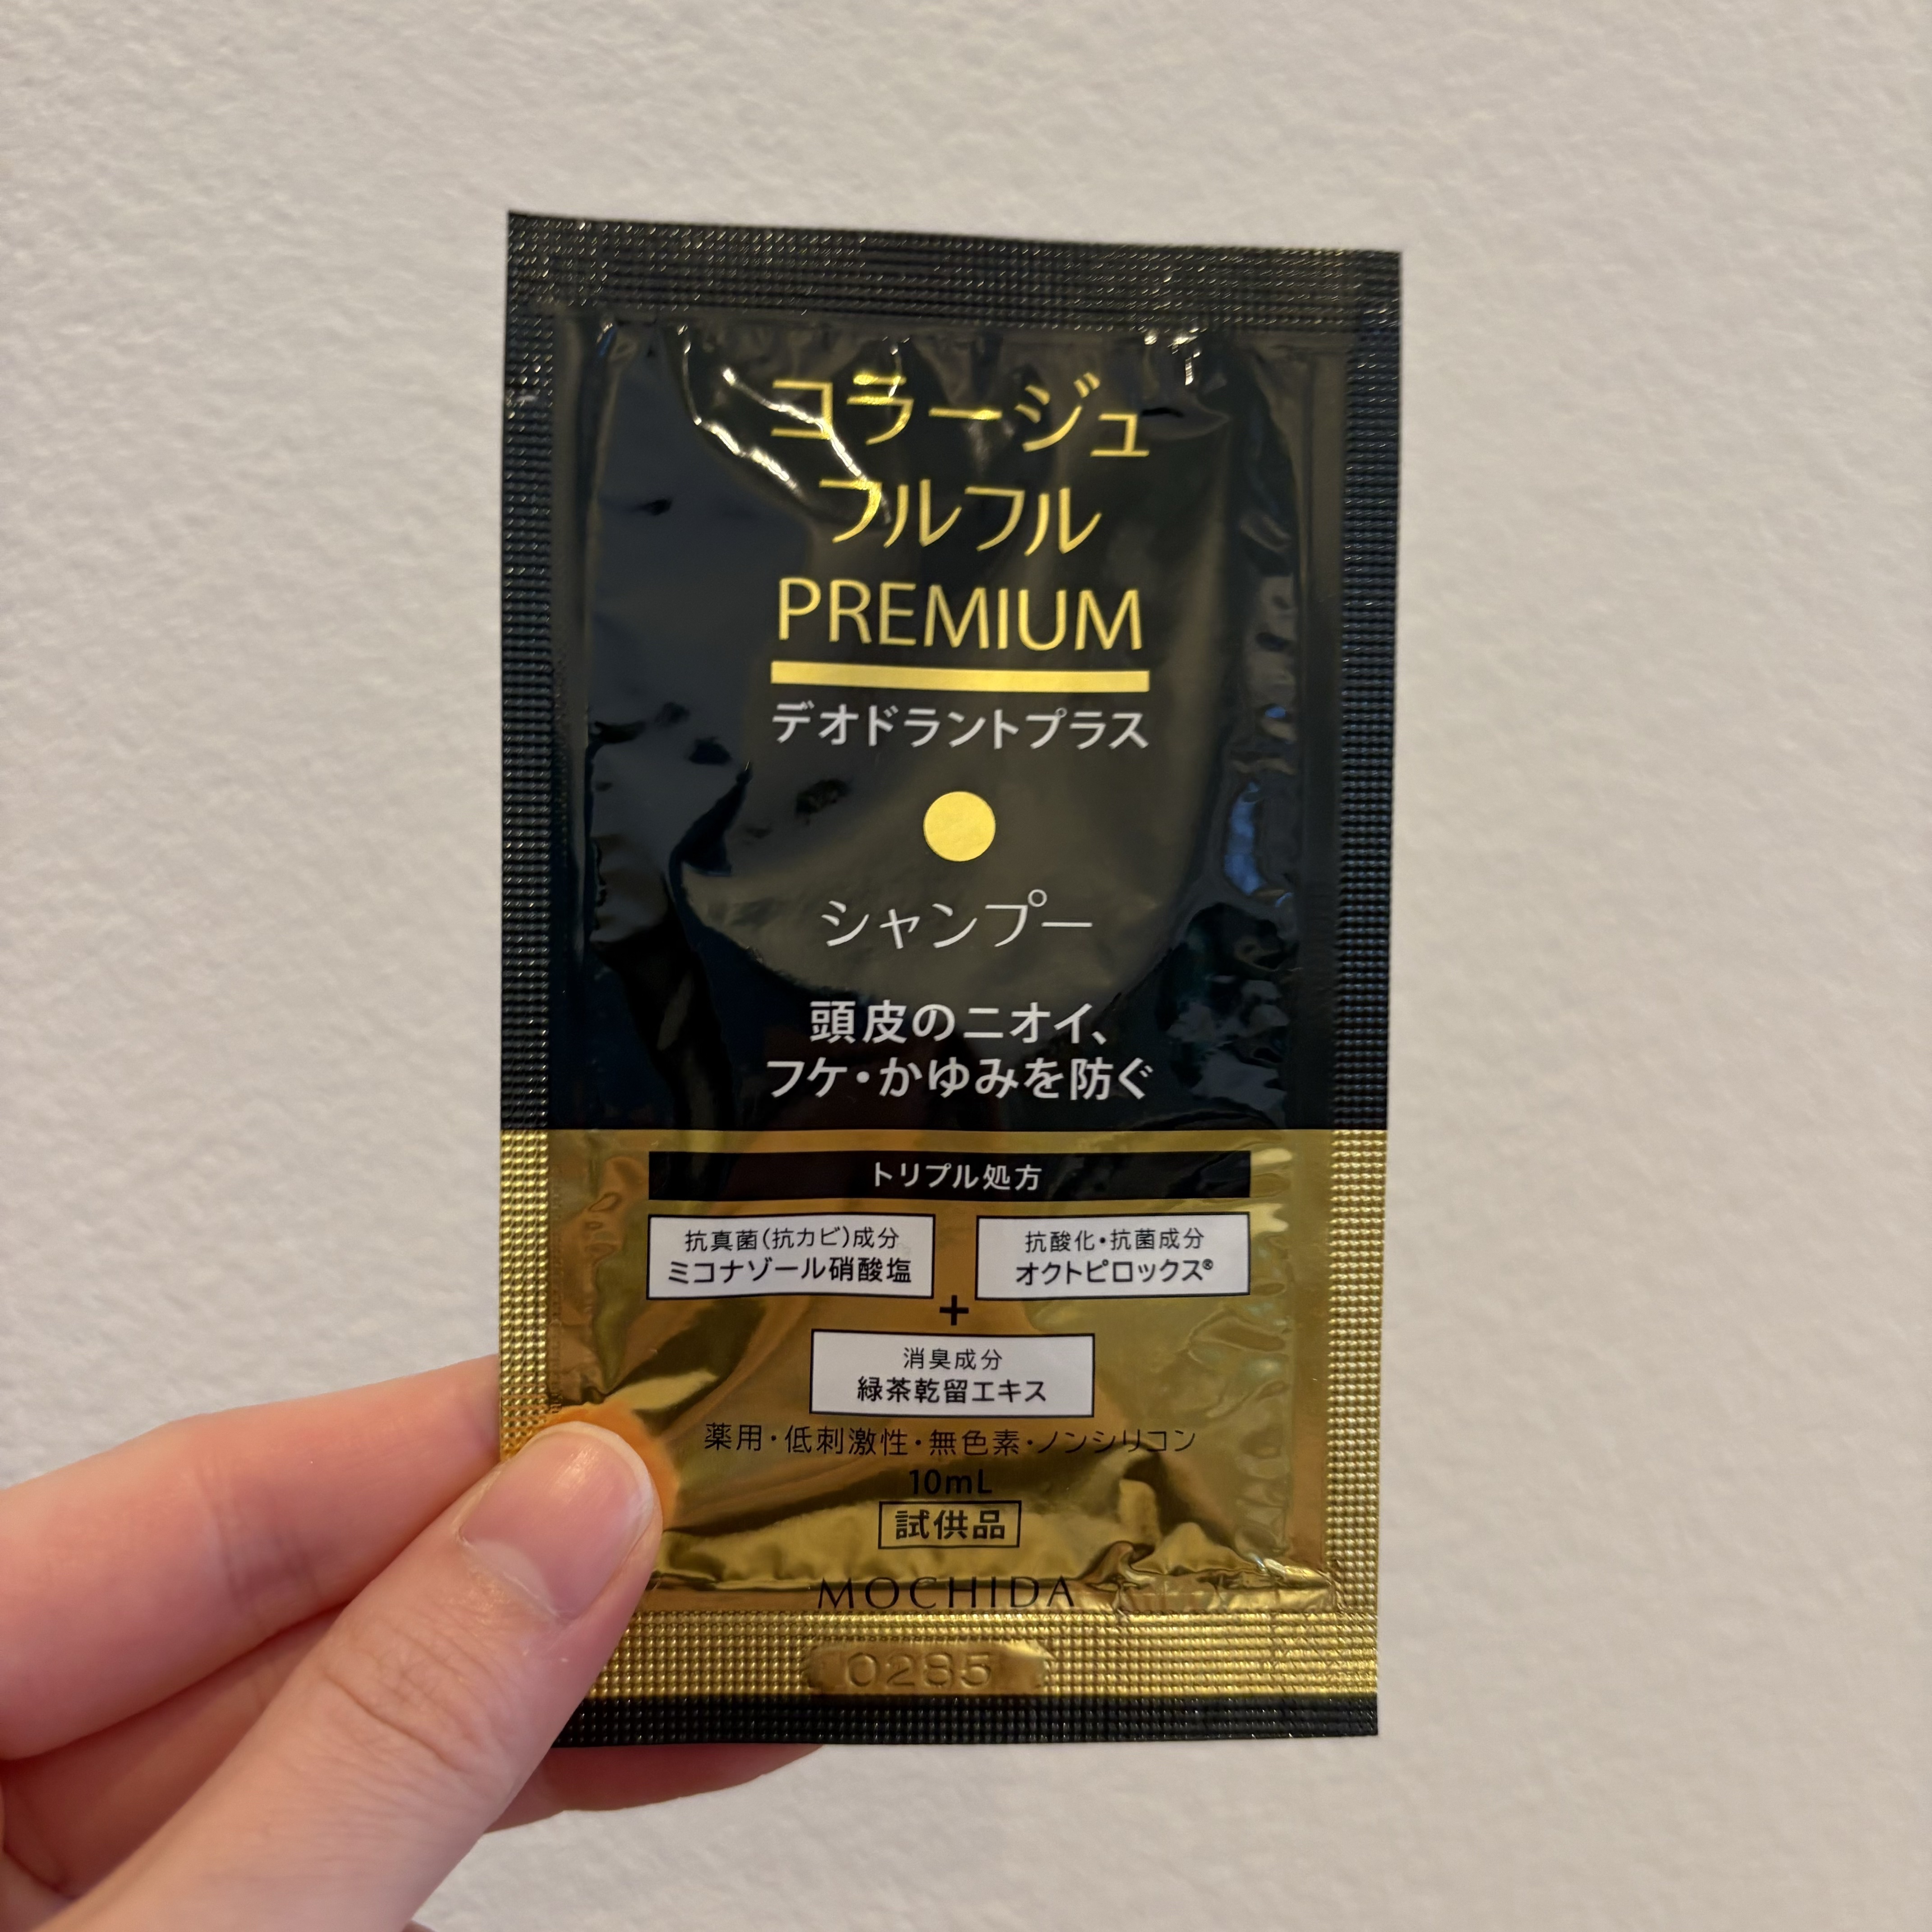 コラージュ
フルフル
PREMIUM
デオドラントプラス
シャンプー
頭皮のニオイ、
フケ・かゆみを防ぐ
トリプル処方
抗真菌(抗カビ)成分
ミコナゾール硝酸塩
抗酸化・抗菌成分
オクトピロックス®
+
消臭成分
緑茶乾留エキス
薬用・低刺激性・無色素・ノンシリコン
10mL
試供品
MOCHIDA
0285